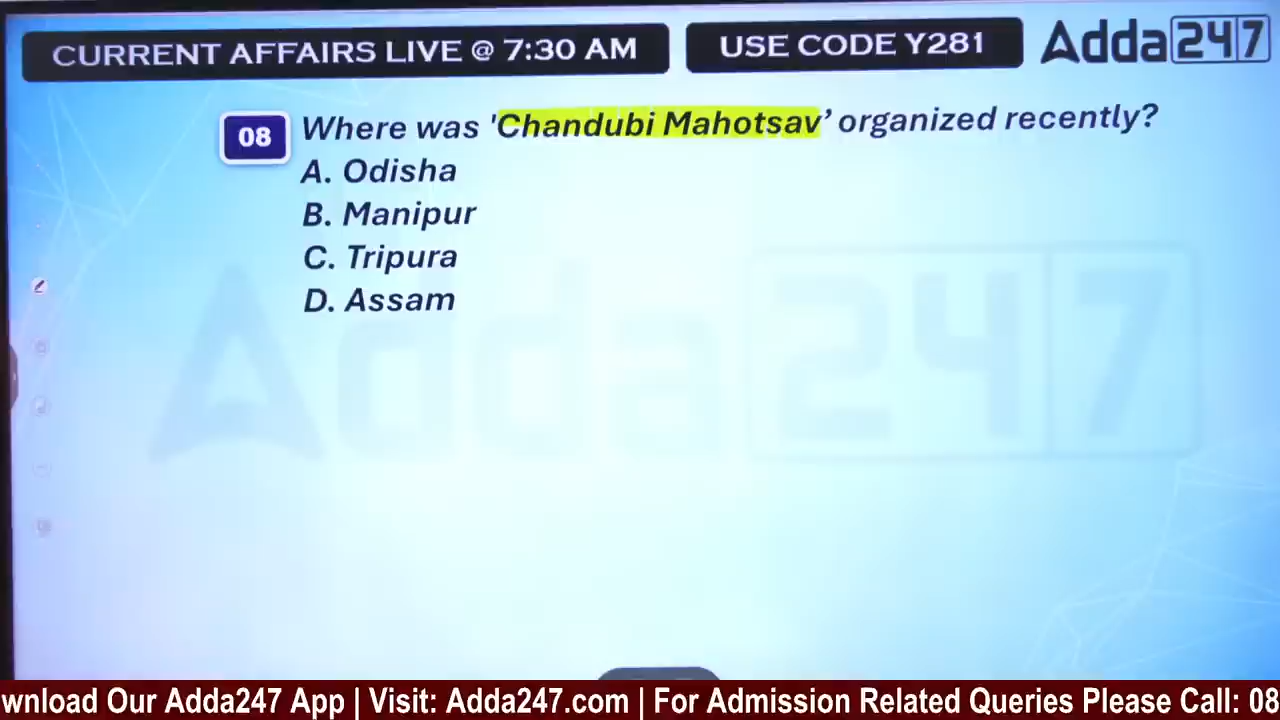 CURRENT AFFAIRS LIVE @ 7:30 AM
USE CODE Y281
Adda247
08
Where was 'Chandubi Mahotsav’ organized recently?
A. Odisha
B. Manipur
C. Tripura
D. Assam
Adda247
wnload Our Adda247 App | Visit: Adda247.com | For Admission Related Queries Please Call: 08